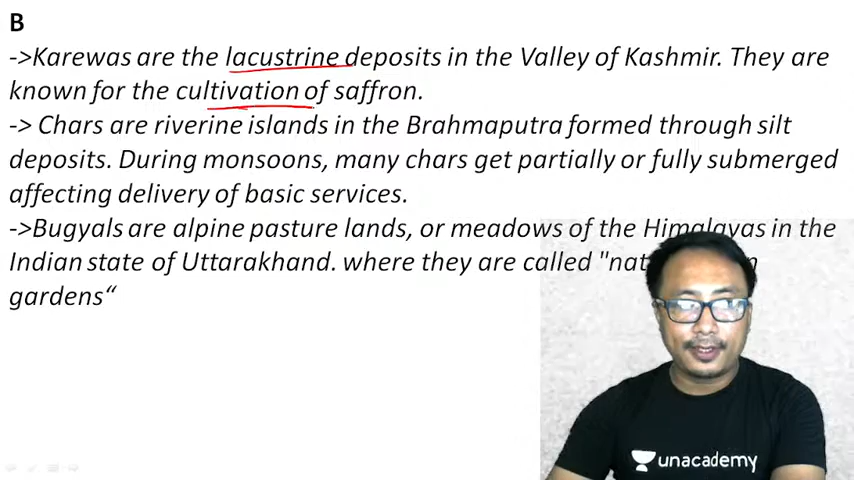 B
->Karewas are the lacustrine deposits in the Valley of Kashmir. They are
known for the cultivation of saffron.
-> Chars are riverine islands in the Brahmaputra formed through silt
deposits. During monsoons, many chars get partially or fully submerged
affecting delivery of basic services.
->Bugyals are alpine pasture lands, or meadows of the Himalayas in the
Indian state of Uttarakhand. where they are called
gardens“
unacademy